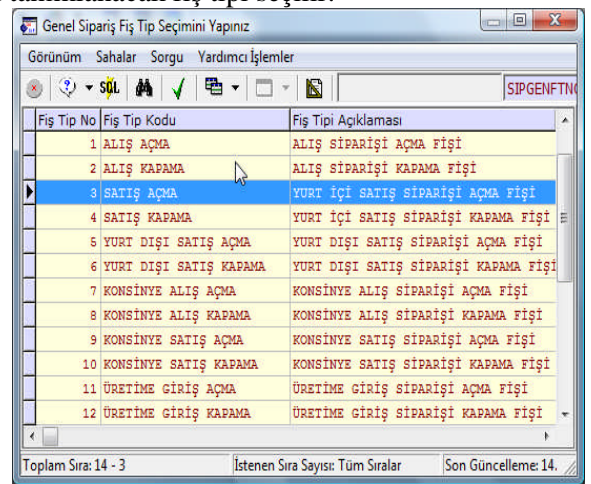 Genel Sipariş Fiş Tip Seçimini Yapınız
Görünüm Sahalar Sorgu Yardımcı İşlemler
SQL SIPGENFTN
Fiş Tip No Fiş Tip Kodu Fiş Tipi Açıklaması
1 ALIŞ AÇMA ALIŞ SİPARİŞİ AÇMA FİŞİ
2 ALIŞ KAPAMA ALIŞ SİPARİŞİ KAPAMA FİŞİ
3 SATIŞ AÇMA YURT İÇİ SATIŞ SİPARİŞİ AÇMA FİŞİ
4 SATIŞ KAPAMA YURT İÇİ SATIŞ SİPARİŞİ KAPAMA FİŞİ
5 YURT DIŞI SATIŞ AÇMA YURT DIŞI SATIŞ SİPARİŞİ AÇMA FİŞİ
6 YURT DIŞI SATIŞ KAPAMA YURT DIŞI SATIŞ SİPARİŞİ KAPAMA FİŞİ
7 KONSİNYE ALIŞ AÇMA KONSİNYE ALIŞ SİPARİŞİ AÇMA FİŞİ
8 KONSİNYE ALIŞ KAPAMA KONSİNYE ALIŞ SİPARİŞİ KAPAMA FİŞİ
9 KONSİNYE SATIŞ AÇMA KONSİNYE SATIŞ SİPARİŞİ AÇMA FİŞİ
10 KONSİNYE SATIŞ KAPAMA KONSİNYE SATIŞ SİPARİŞİ KAPAMA FİŞİ
11 ÜRETİME GİRİŞ AÇMA ÜRETİME GİRİŞ SİPARİŞİ AÇMA FİŞİ
12 ÜRETİME GİRİŞ KAPAMA ÜRETİME GİRİŞ SİPARİŞİ KAPAMA FİŞİ
Toplam Sıra: 14 - 3 İstenen Sıra Sayısı: Tüm Sıralar Son Güncelleme: 14.